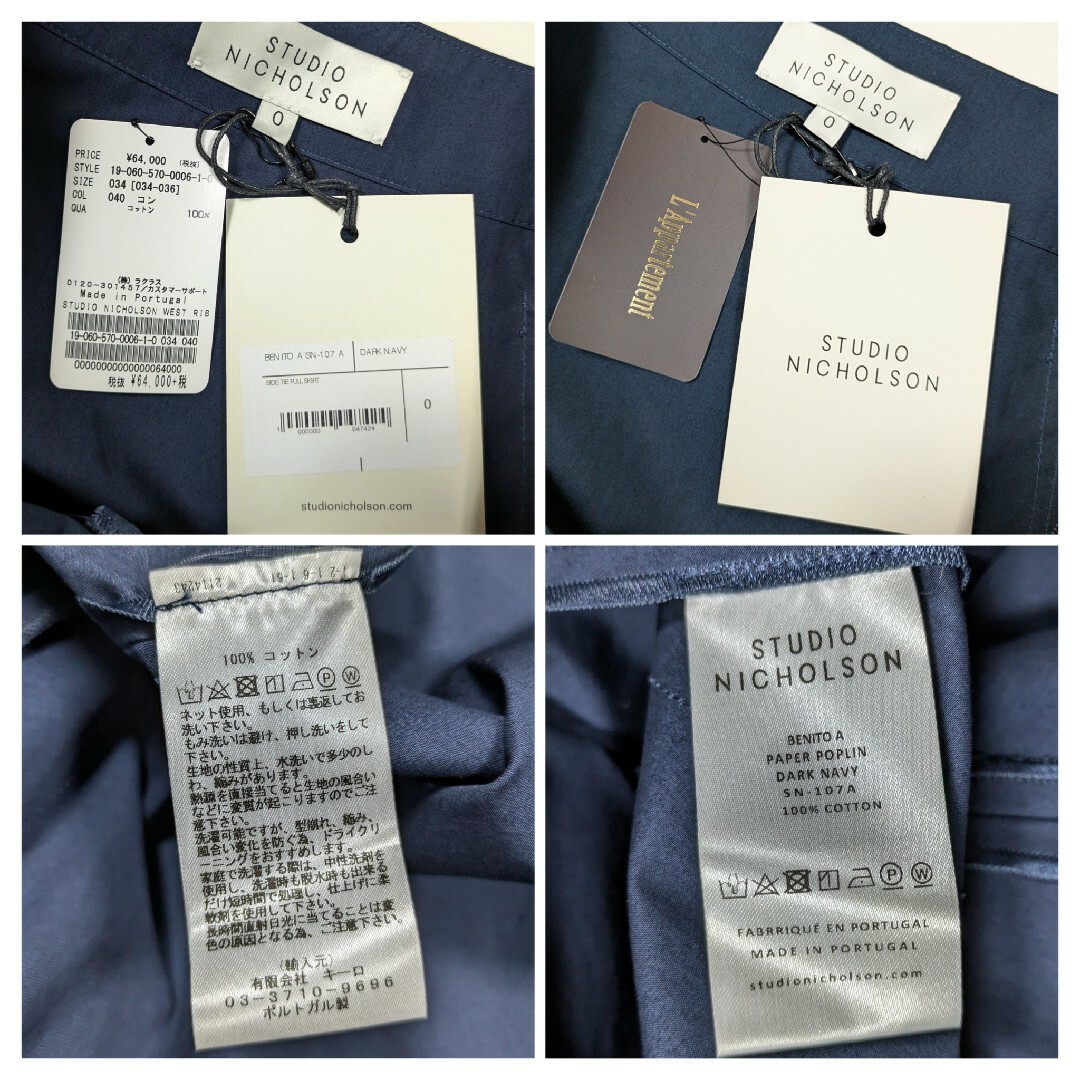 STUDIO
NICHOLSON
0
PRICE ¥64,000 (税抜)
STYLE 19-060-570-0006-1-0
SIZE 034 [034-036]
COL 040 コン
QUA コットン 100%
(株) ラクラス
0120-301457/カスタマーサポート
Made in Portugal
STUDIO NICHOLSON WEST RIB
19-060-570-0006-1-0 034 040
0000000000000000064000
税抜 ¥64,000+税
BENITO A SN-107 A DARK NAVY
SIDE TIE FULL SKIRT
0
1 000000 047424
studionicholson.com
STUDIO
NICHOLSON
0
L'Appartement
STUDIO
NICHOLSON
100% コットン
ネット使用、もしくは裏返してお
洗い下さい。
もみ洗いは避け、押し洗いをして
下さい。
生地の性質上、水洗いで多少のし
わ、縮みがあります。
熱源を直接当てると生地の風合い
などに変質が起こりますのでご注
意下さい。
洗濯可能ですが、型崩れ、縮み、
風合い変化を防ぐ為、ドライクリ
ーニングをおすすめします。
家庭で洗濯する際は、中性洗剤を
使用し、洗濯時も脱水時も出来る
だけ短時間で処理し、仕上げに柔
軟剤を使用して下さい。
長時間直射日光に当てることは変
色の原因となる為、ご注意下さい。
(輸入元)
有限会社 キーロ
03-3710-9696
ポルトガル製
STUDIO
NICHOLSON
BENITO A
PAPER POPLIN
DARK NAVY
SN-107A
100% COTTON
FABRRIQUÉ EN PORTUGAL
MADE IN PORTUGAL
studionicholson.com